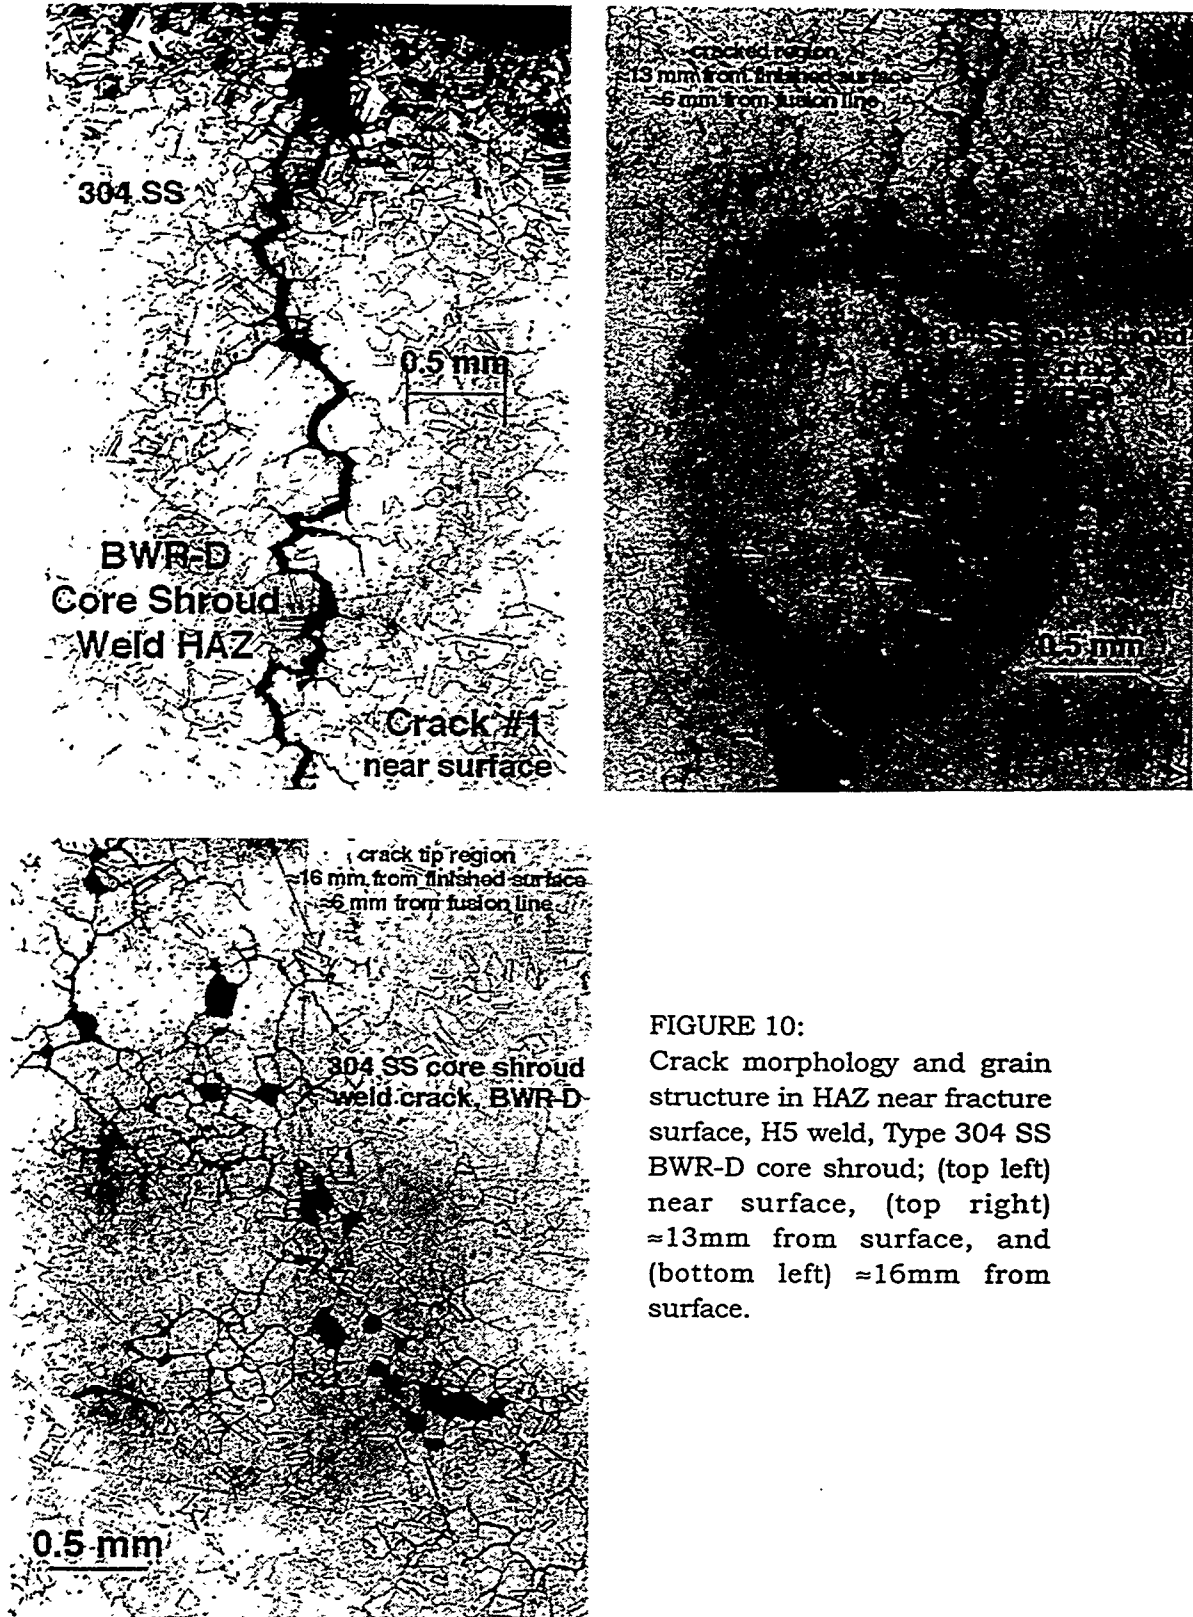 304 SS
0.5 mm
BWR-D
Core Shroud
Weld HAZ
Crack #1
near surface
cracked region
≈13 mm from finished surface
≈6 mm from fusion line
SS core shroud
crack
0.5 mm
crack tip region
≈16 mm from finished surface
≈6 mm from fusion line
304 SS core shroud
weld crack, BWR-D
0.5 mm
FIGURE 10:
Crack morphology and grain
structure in HAZ near fracture
surface, H5 weld, Type 304 SS
BWR-D core shroud; (top left)
near surface, (top right)
≈13mm from surface, and
(bottom left) ≈16mm from
surface.